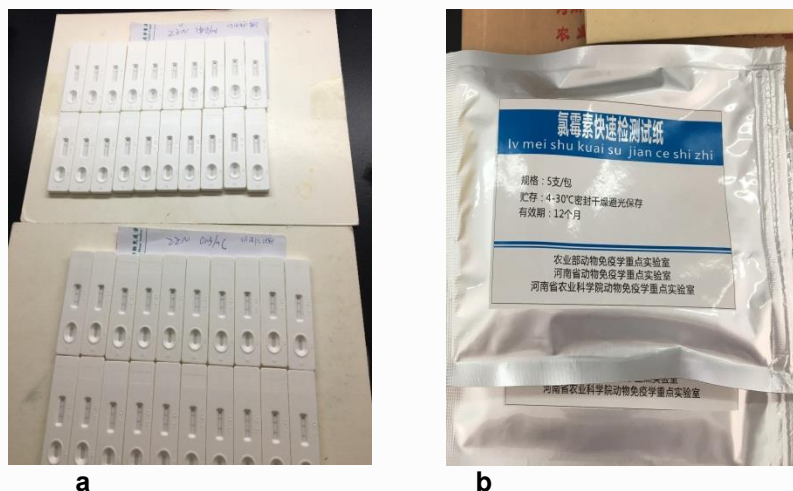 氯霉素快速检测试纸
lv mei shu kuai su jian ce shi zhi
规格：5支/包
贮存：4-30℃密封干燥避光保存
有效期：12个月
农业部动物免疫学重点实验室
河南省动物免疫学重点实验室
河南省农业科学院动物免疫学重点实验室
河南省农业科学院动物免疫学重点实验室
a
b